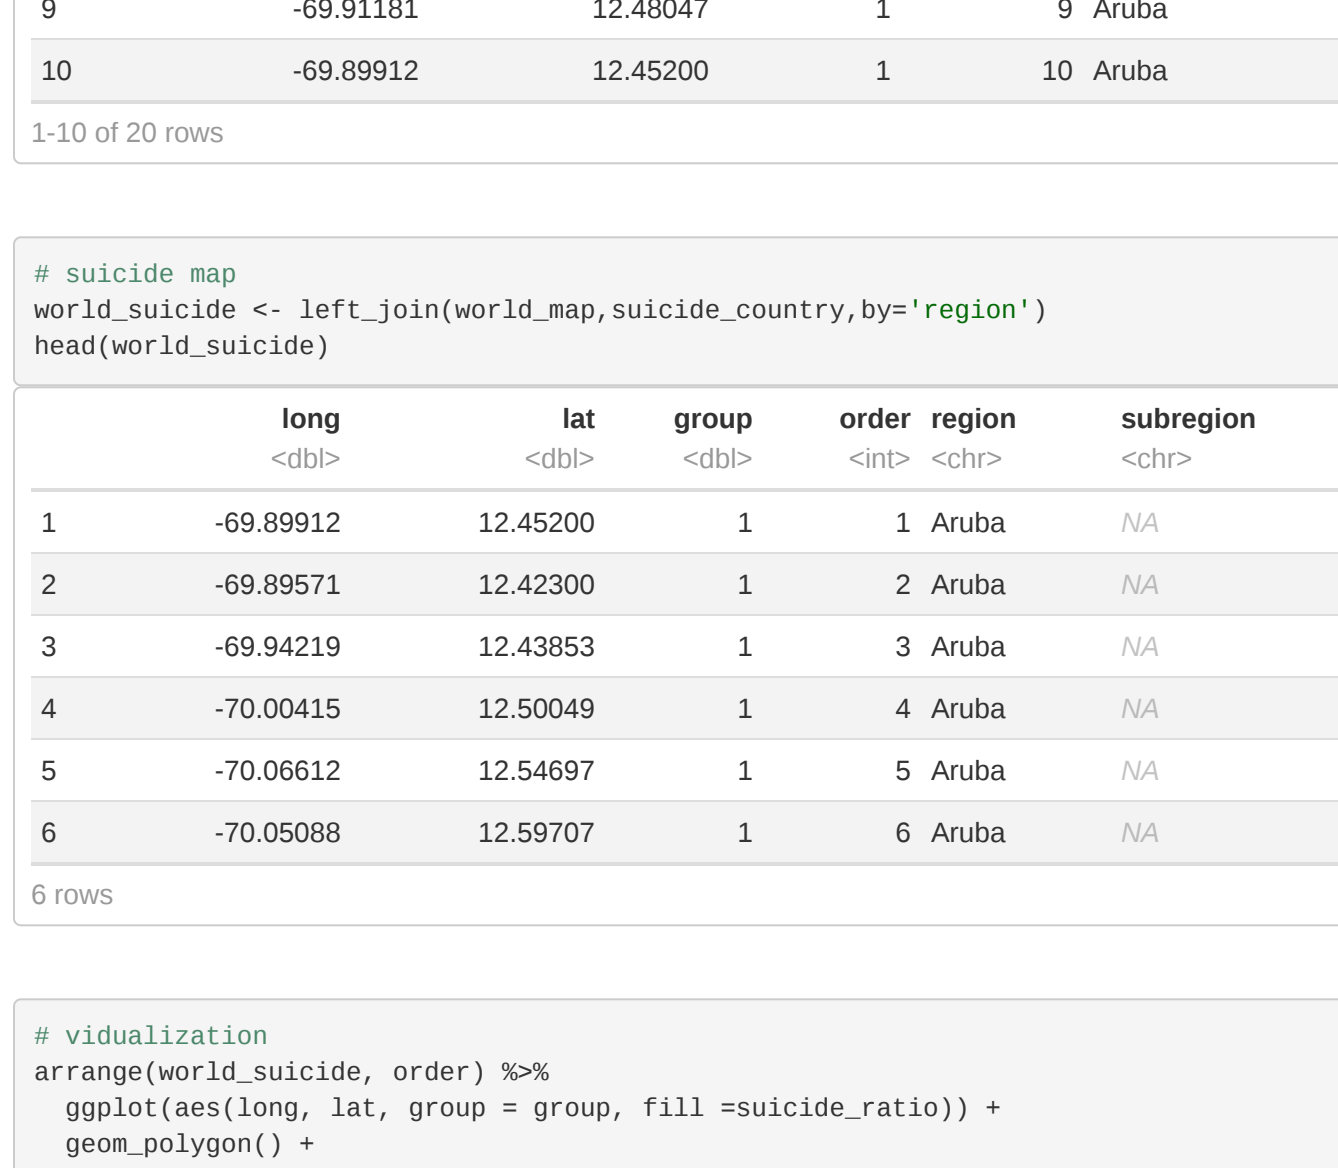 9 -69.91181 12.48047 1 9 Aruba
10 -69.89912 12.45200 1 10 Aruba
1-10 of 20 rows
# suicide map
world_suicide <- left_join(world_map,suicide_country,by='region')
head(world_suicide)
long lat group order region subregion
<dbl> <dbl> <dbl> <int> <chr> <chr>
1 -69.89912 12.45200 1 1 Aruba NA
2 -69.89571 12.42300 1 2 Aruba NA
3 -69.94219 12.43853 1 3 Aruba NA
4 -70.00415 12.50049 1 4 Aruba NA
5 -70.06612 12.54697 1 5 Aruba NA
6 -70.05088 12.59707 1 6 Aruba NA
6 rows
# vidualization
arrange(world_suicide, order) %>%
  ggplot(aes(long, lat, group = group, fill =suicide_ratio)) +
  geom_polygon() +